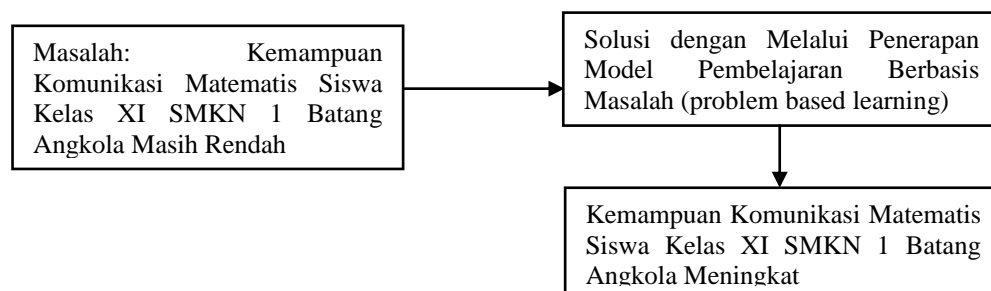 Masalah: Kemampuan
Komunikasi Matematis Siswa
Kelas XI SMKN 1 Batang
Angkola Masih Rendah
Solusi dengan Melalui Penerapan
Model Pembelajaran Berbasis
Masalah (problem based learning)
Kemampuan Komunikasi Matematis
Siswa Kelas XI SMKN 1 Batang
Angkola Meningkat